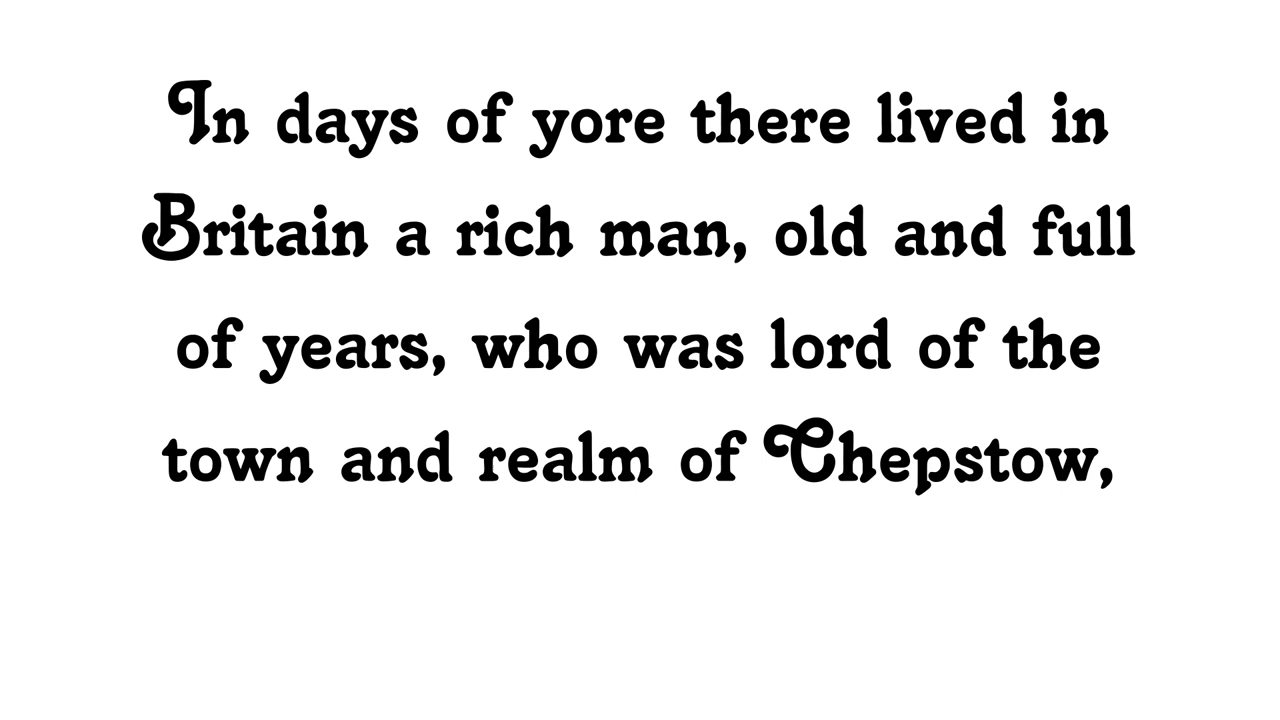 In days of yore there lived in
Britain a rich man, old and full
of years, who was lord of the
town and realm of Chepstow,